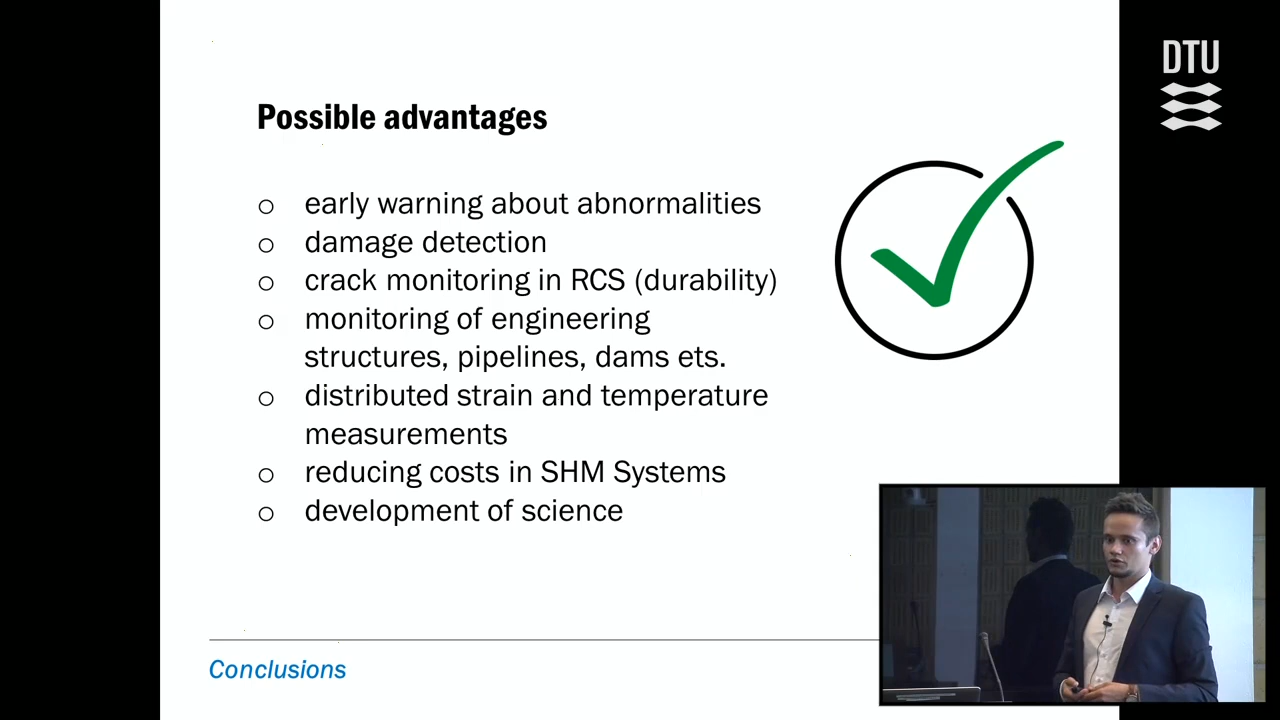 DTU
Possible advantages
o early warning about abnormalities
o damage detection
o crack monitoring in RCS (durability)
o monitoring of engineering
structures, pipelines, dams ets.
o distributed strain and temperature
measurements
o reducing costs in SHM Systems
o development of science
Conclusions